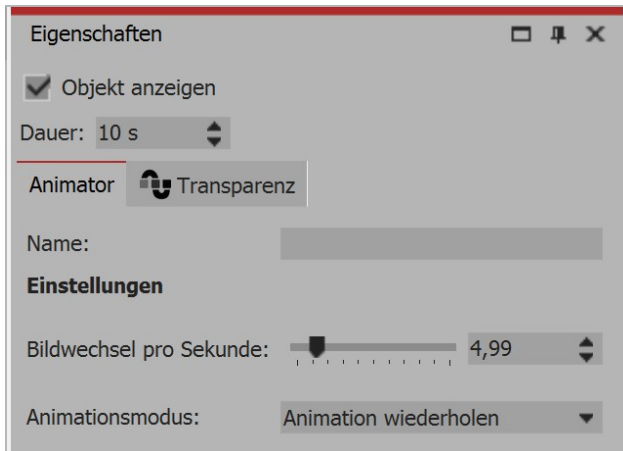 Eigenschaften
Objekt anzeigen
Dauer: 10 s
Animator Transparenz
Name:
Einstellungen
Bildwechsel pro Sekunde: 4,99
Animationsmodus: Animation wiederholen